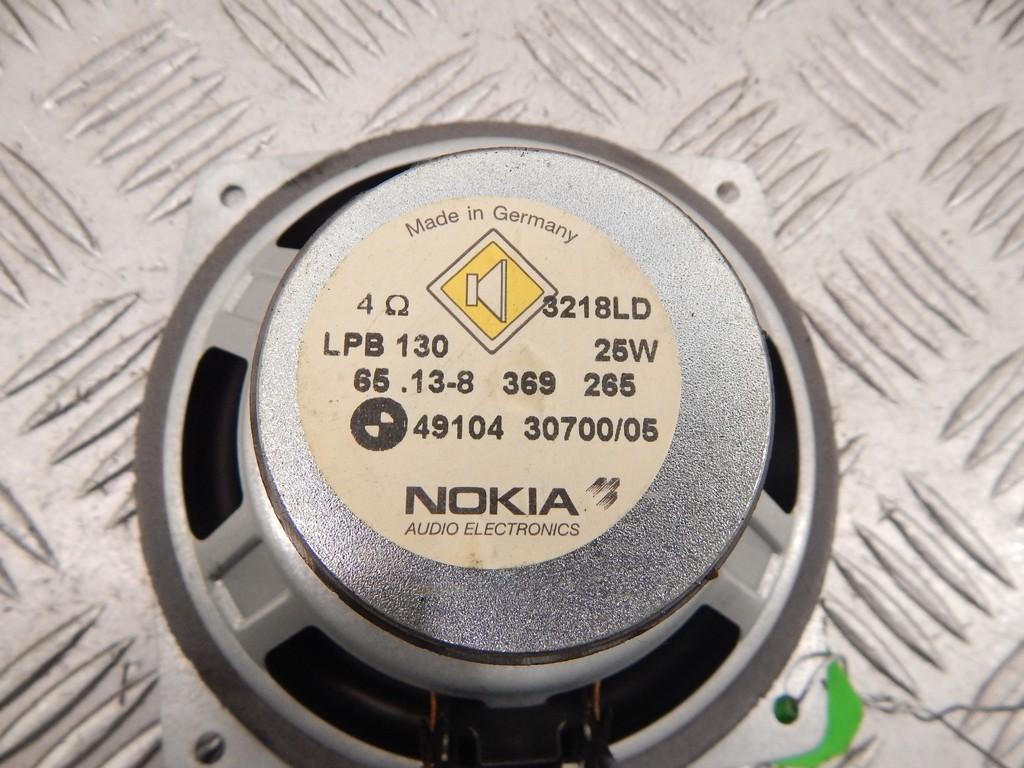 Made in Germany
4 Ω 3218LD
LPB 130 25W
65 .13-8 369 265
49104 30700/05
NOKIA
AUDIO ELECTRONICS